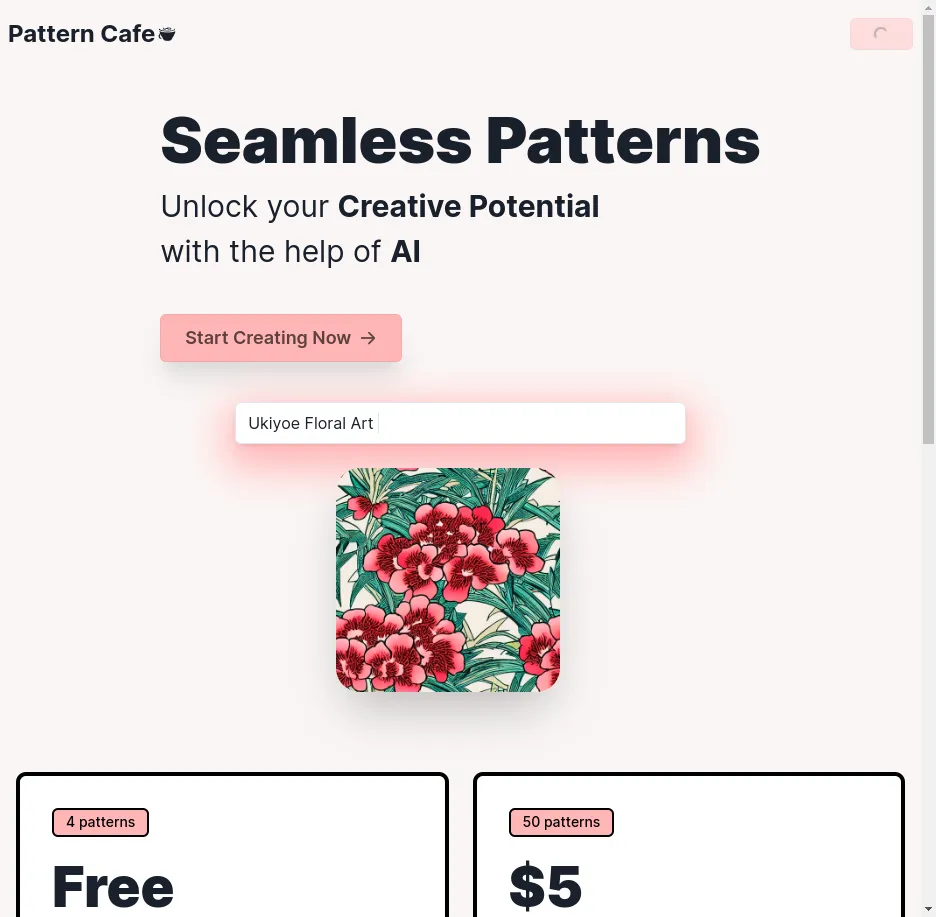 Pattern Cafe
Seamless Patterns
Unlock your Creative Potential
with the help of AI
Start Creating Now →
Ukiyoe Floral Art
4 patterns
Free
50 patterns
$5